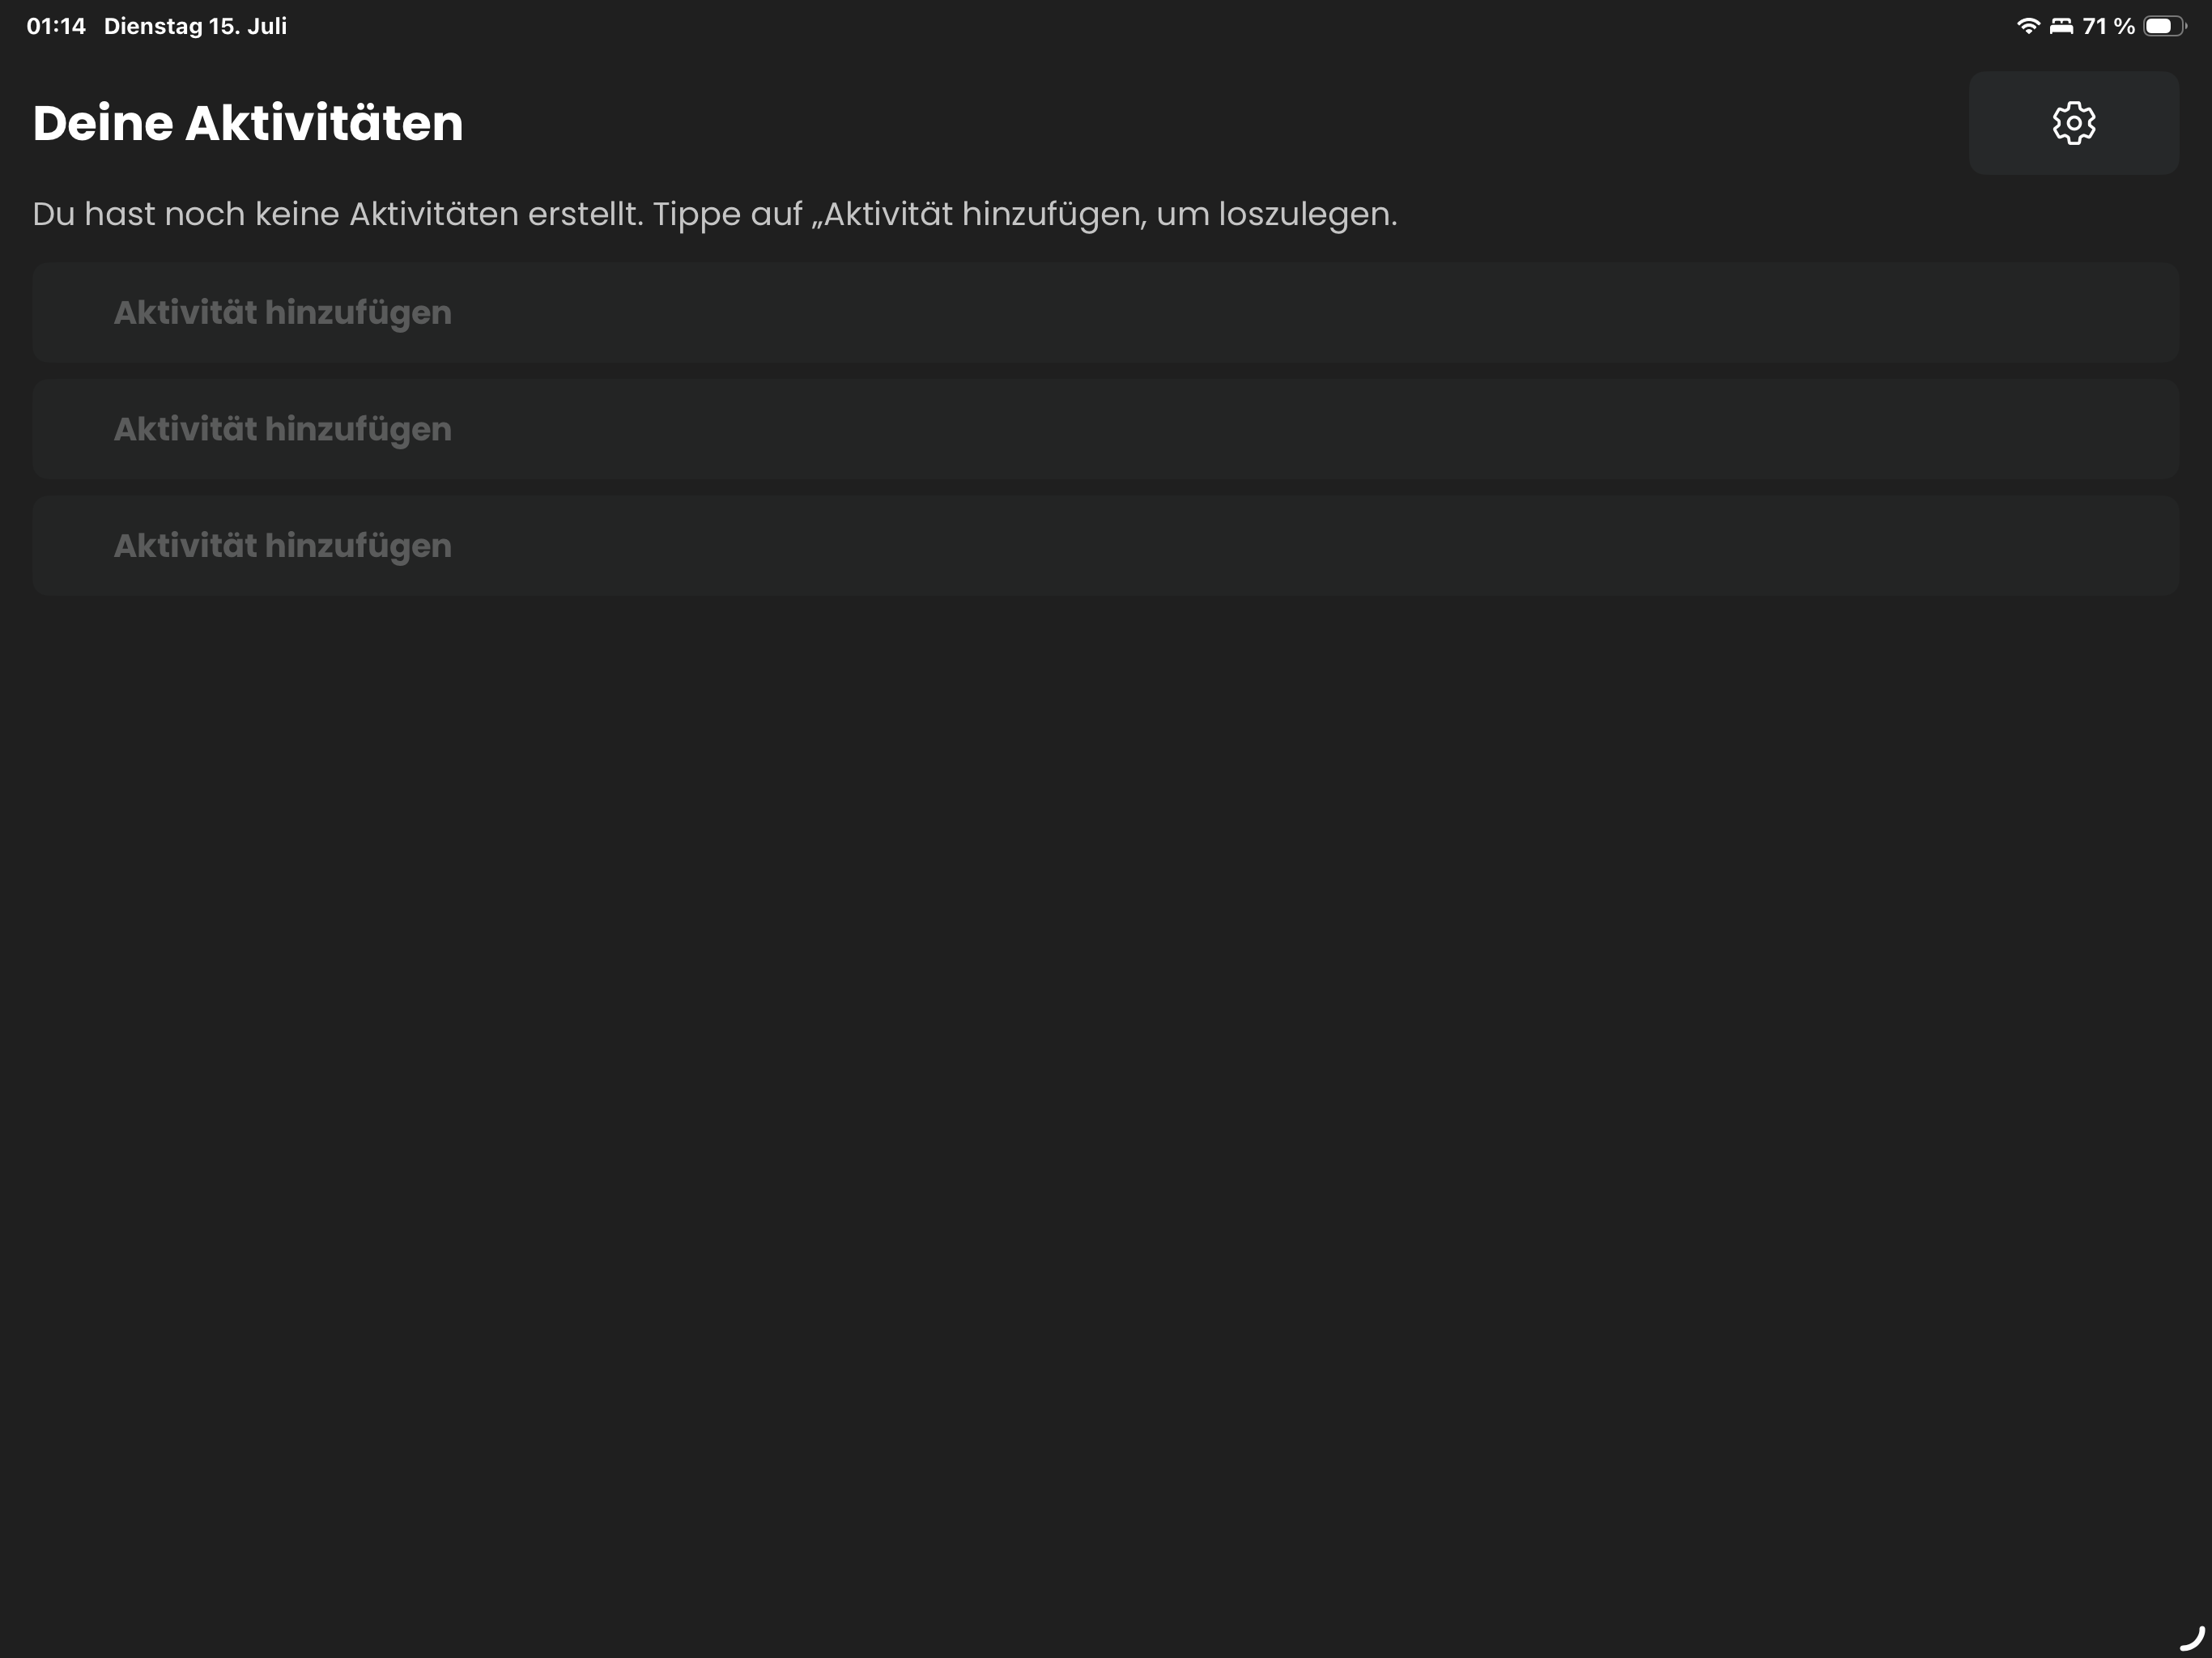 01:14 Dienstag 15. Juli
71 %
Deine Aktivitäten
Du hast noch keine Aktivitäten erstellt. Tippe auf „Aktivität hinzufügen, um loszulegen.
Aktivität hinzufügen
Aktivität hinzufügen
Aktivität hinzufügen